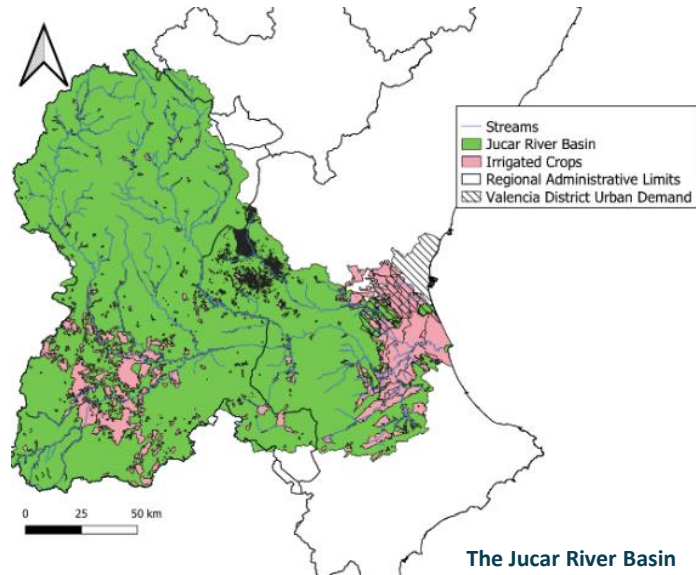 Streams
Jucar River Basin
Irrigated Crops
Regional Administrative Limits
Valencia District Urban Demand
0 25 50 km
The Jucar River Basin